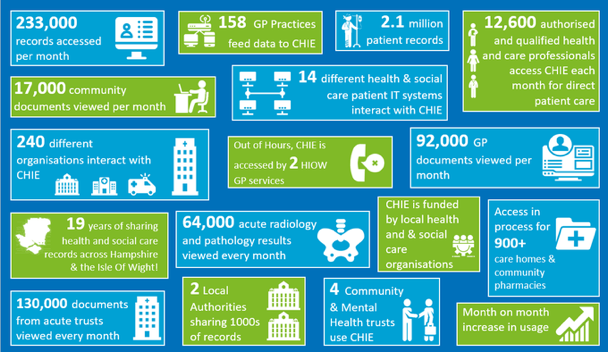 233,000
records accessed
per month
158 GP Practices
feed data to CHIE
2.1 million
patient records
12,600 authorised
and qualified health
and care professionals
access CHIE each
month for direct
patient care
17,000 community
documents viewed per month
14 different health & social
care patient IT systems
interact with CHIE
240 different
organisations interact with
CHIE
Out of Hours, CHIE is
accessed by 2 HIOW
GP services
92,000 GP
documents viewed per
month
19 years of sharing
health and social care
records across Hampshire
& the Isle Of Wight!
64,000 acute radiology
and pathology results
viewed every month
CHIE is funded
by local health
and & social
care
organisations
Access in
process for
900+
care homes &
community
pharmacies
130,000 documents
from acute trusts
viewed every month
2 Local
Authorities
sharing 1000s
of records
4 Community
& Mental
Health trusts
use CHIE
Month on month
increase in usage